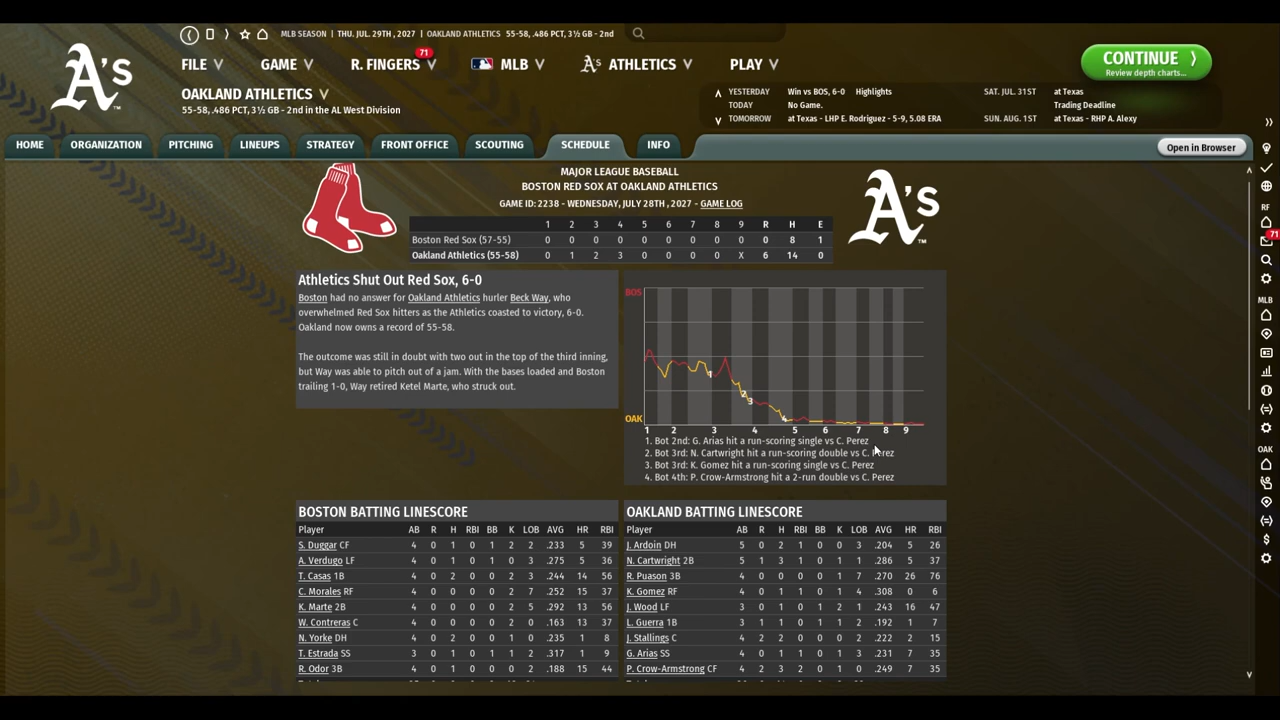 MLB SEASON | THU. JUL. 29TH , 2027 | OAKLAND ATHLETICS 55-58, .486 PCT, 3½ GB - 2nd
A's
FILE GAME R. FINGERS 71 MLB ATHLETICS PLAY
CONTINUE
Review depth charts...
OAKLAND ATHLETICS
55-58, .486 PCT, 3½ GB - 2nd in the AL West Division
YESTERDAY Win vs BOS, 6-0 Highlights SAT. JUL. 31ST at Texas
TODAY No Game. Trading Deadline
TOMORROW at Texas - LHP E. Rodriguez - 5-9, 5.08 ERA SUN. AUG. 1ST at Texas - RHP A. Alexy
HOME ORGANIZATION PITCHING LINEUPS STRATEGY FRONT OFFICE SCOUTING SCHEDULE INFO Open in Browser
MAJOR LEAGUE BASEBALL
BOSTON RED SOX AT OAKLAND ATHLETICS
GAME ID: 2238 - WEDNESDAY, JULY 28TH , 2027 - GAME LOG
A's
1 2 3 4 5 6 7 8 9 R H E
Boston Red Sox (57-55) 0 0 0 0 0 0 0 0 0 0 8 1
Oakland Athletics (55-58) 0 1 2 3 0 0 0 0 X 6 14 0
Athletics Shut Out Red Sox, 6-0
Boston had no answer for Oakland Athletics hurler Beck Way, who
overwhelmed Red Sox hitters as the Athletics coasted to victory, 6-0.
Oakland now owns a record of 55-58.
The outcome was still in doubt with two out in the top of the third inning,
but Way was able to pitch out of a jam. With the bases loaded and Boston
trailing 1-0, Way retired Ketel Marte, who struck out.
BOS
1 2 3 4
OAK
1 2 3 4 5 6 7 8 9
1. Bot 2nd: G. Arias hit a run-scoring single vs C. Perez
2. Bot 3rd: N. Cartwright hit a run-scoring double vs C. Perez
3. Bot 3rd: K. Gomez hit a run-scoring single vs C. Perez
4. Bot 4th: P. Crow-Armstrong hit a 2-run double vs C. Perez
BOSTON BATTING LINESCORE
Player AB R H RBI BB K LOB AVG HR RBI
S. Duggar CF 4 0 1 0 1 2 2 .233 5 39
A. Verdugo LF 4 0 1 0 1 0 3 .275 5 36
T. Casas 1B 4 0 2 0 0 2 3 .244 14 56
C. Morales RF 4 0 0 0 0 2 7 .252 15 37
K. Marte 2B 4 0 0 0 0 2 5 .292 13 56
W. Contreras C 4 0 0 0 0 2 0 .163 13 37
N. Yorke DH 4 0 2 0 0 1 0 .235 1 8
T. Estrada SS 3 0 1 0 1 1 2 .317 1 9
R. Odor 3B 4 0 1 0 0 0 2 .188 15 44
OAKLAND BATTING LINESCORE
Player AB R H RBI BB K LOB AVG HR RBI
J. Ardoin DH 5 0 2 1 0 0 3 .204 5 26
N. Cartwright 2B 5 1 3 1 0 1 1 .286 5 37
R. Puason 3B 4 0 0 0 0 1 7 .270 26 76
K. Gomez RF 4 0 1 1 0 1 4 .308 0 6
J. Wood LF 3 0 1 0 1 2 1 .243 16 47
L. Guerra 1B 3 1 1 0 1 1 2 .192 1 7
J. Stallings C 4 2 2 0 0 0 2 .222 2 15
G. Arias SS 4 0 1 1 0 1 3 .231 7 35
P. Crow-Armstrong CF 4 2 3 2 0 1 0 .249 7 35
RF
71
MLB
OAK